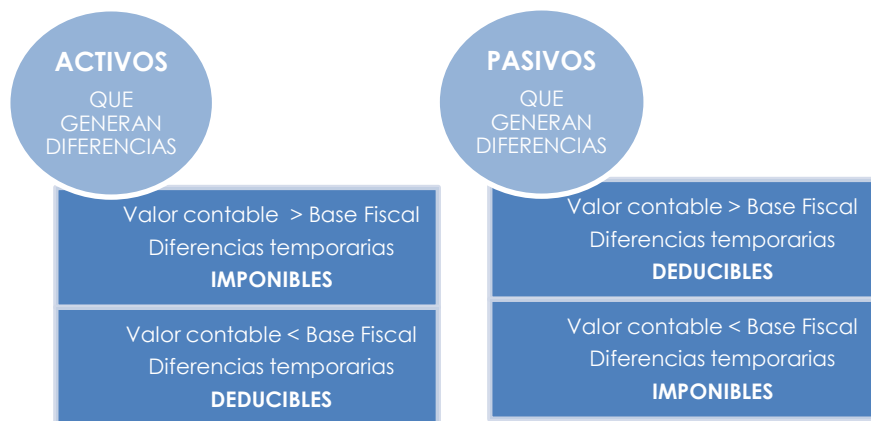 ACTIVOS
QUE
GENERAN
DIFERENCIAS
Valor contable > Base Fiscal
Diferencias temporarias
IMPONIBLES
Valor contable < Base Fiscal
Diferencias temporarias
DEDUCIBLES
PASIVOS
QUE
GENERAN
DIFERENCIAS
Valor contable > Base Fiscal
Diferencias temporarias
DEDUCIBLES
Valor contable < Base Fiscal
Diferencias temporarias
IMPONIBLES